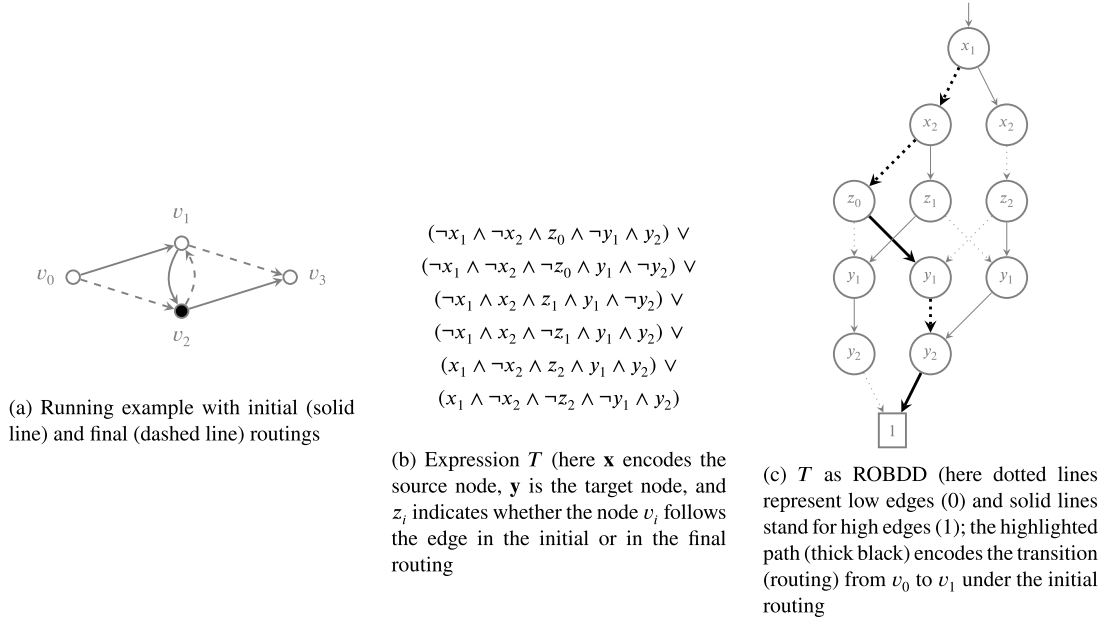 v₁
v₀
v₃
v₂
(a) Running example with initial (solid
line) and final (dashed line) routings
(¬x₁ ∧ ¬x₂ ∧ z₀ ∧ ¬y₁ ∧ y₂) ∨
(¬x₁ ∧ ¬x₂ ∧ ¬z₀ ∧ y₁ ∧ ¬y₂) ∨
(¬x₁ ∧ x₂ ∧ z₁ ∧ y₁ ∧ ¬y₂) ∨
(¬x₁ ∧ x₂ ∧ ¬z₁ ∧ y₁ ∧ y₂) ∨
(x₁ ∧ ¬x₂ ∧ z₂ ∧ y₁ ∧ y₂) ∨
(x₁ ∧ ¬x₂ ∧ ¬z₂ ∧ ¬y₁ ∧ y₂)
(b) Expression T (here x encodes the
source node, y is the target node, and
zᵢ indicates whether the node vᵢ follows
the edge in the initial or in the final
routing
x₁
x₂ x₂
z₀ z₁ z₂
y₁ y₁ y₁
y₂ y₂
1
(c) T as ROBDD (here dotted lines
represent low edges (0) and solid lines
stand for high edges (1); the highlighted
path (thick black) encodes the transition
(routing) from v₀ to v₁ under the initial
routing